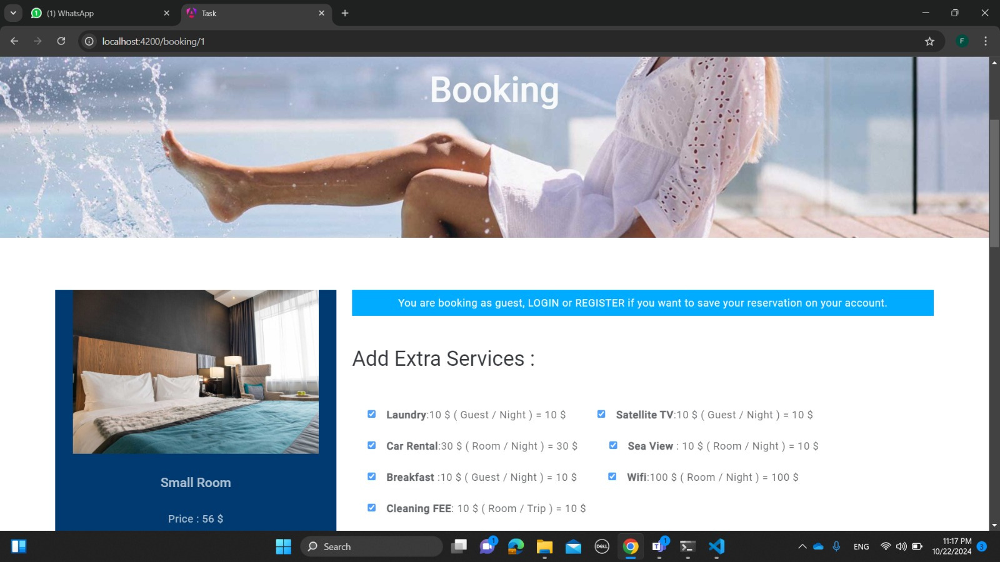 (1) WhatsApp
Task
localhost:4200/booking/1
F
Booking
You are booking as guest, LOGIN or REGISTER if you want to save your reservation on your account.
Add Extra Services :
Laundry:10 $ ( Guest / Night ) = 10 $
Satellite TV:10 $ ( Guest / Night ) = 10 $
Car Rental:30 $ ( Room / Night ) = 30 $
Sea View : 10 $ ( Room / Night ) = 10 $
Breakfast :10 $ ( Guest / Night ) = 10 $
Wifi:100 $ ( Room / Night ) = 100 $
Cleaning FEE: 10 $ ( Room / Trip ) = 10 $
Small Room
Price : 56 $
Search
1
DELL
1
T
ENG
11:17 PM
10/22/2024
3